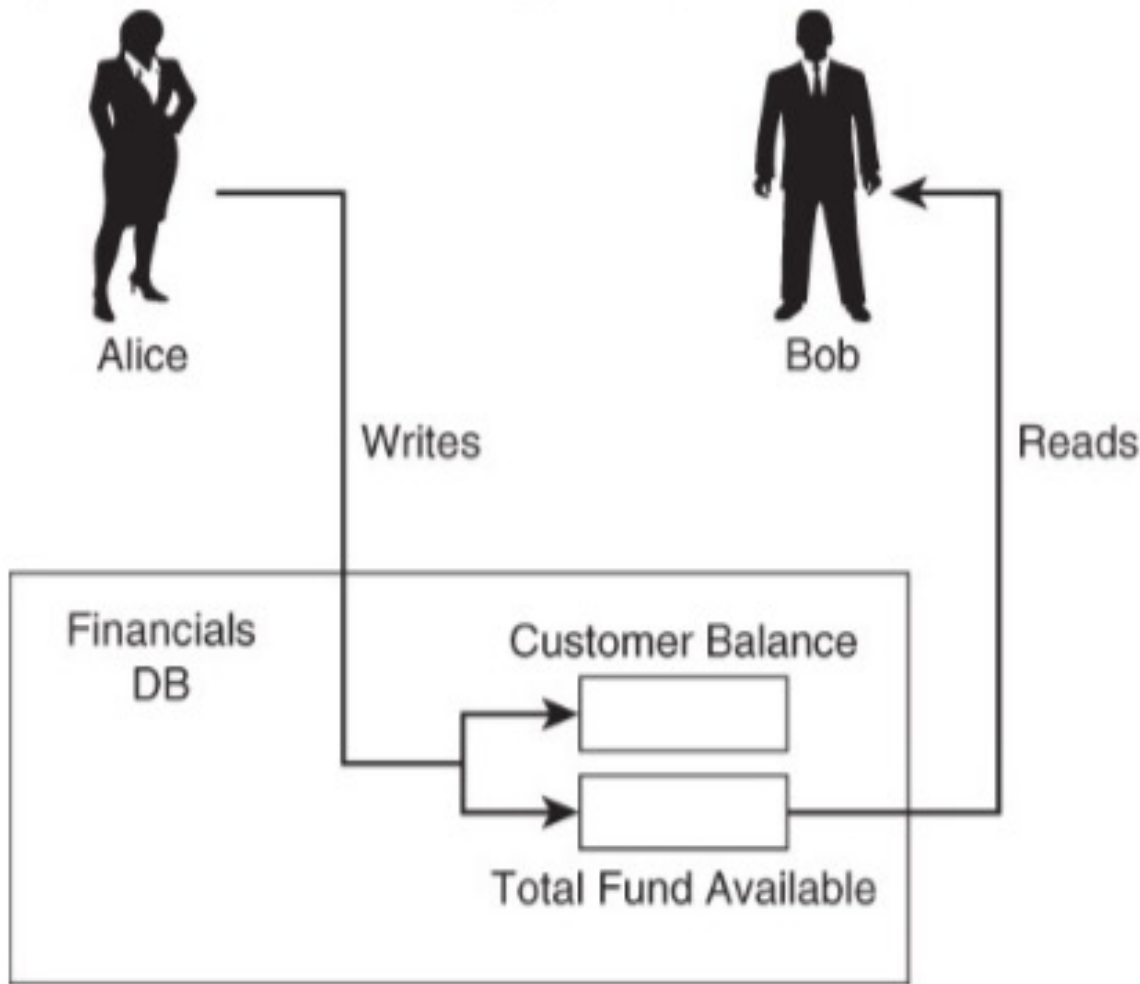 Alice
Bob
Writes
Reads
Financials
DB
Customer Balance
Total Fund Available